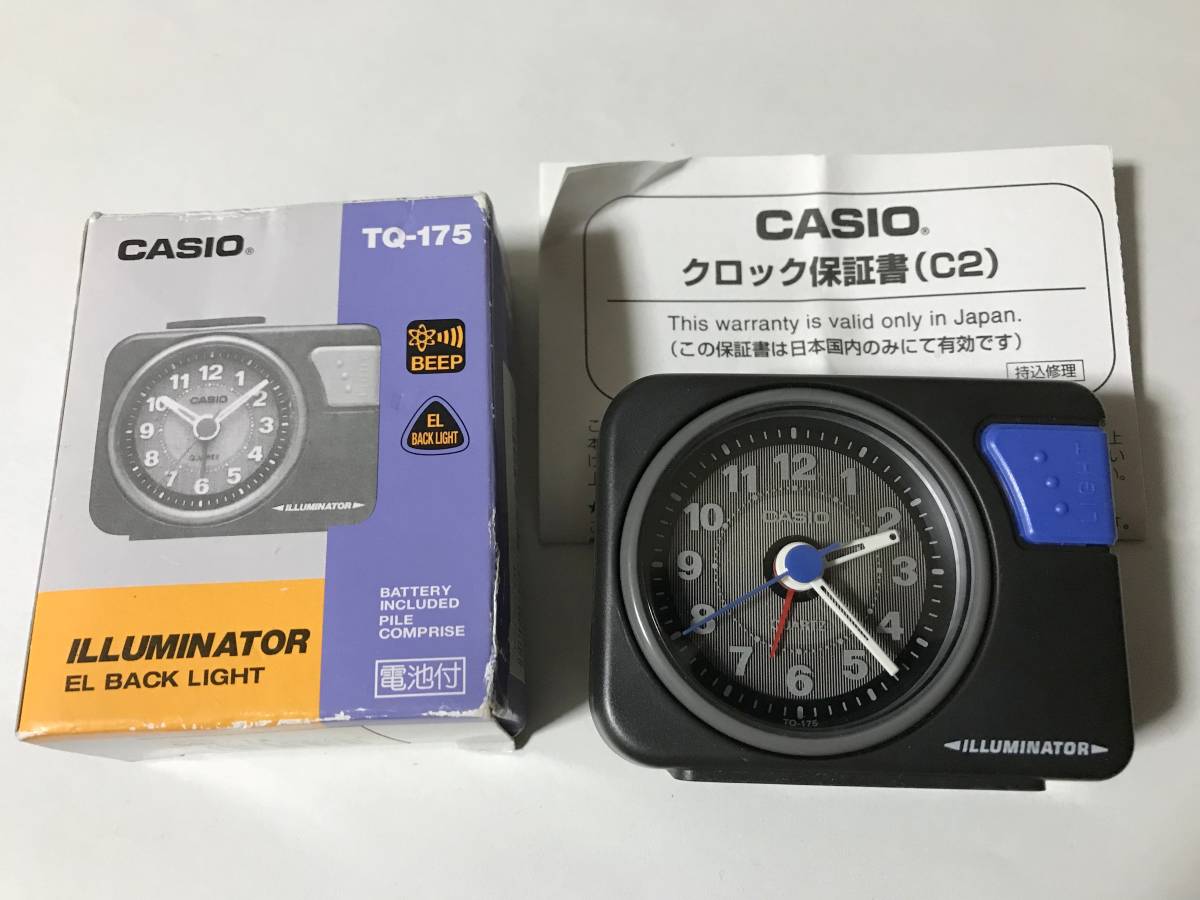 CASIO®
TQ-175
12
1
2
3
4
5
6
7
8
9
10
11
CASIO
BEEP
EL
BACK LIGHT
ILLUMINATOR
BATTERY
INCLUDED
PILE
COMPRISE
電池付
ILLUMINATOR
EL BACK LIGHT
CASIO®
クロック保証書(C2)
This warranty is valid only in Japan.
(この保証書は日本国内のみにて有効です)
持込修理
LIGHT
12
1
2
3
4
5
6
7
8
9
10
11
CASIO
QUARTZ
TQ-175
ILLUMINATOR